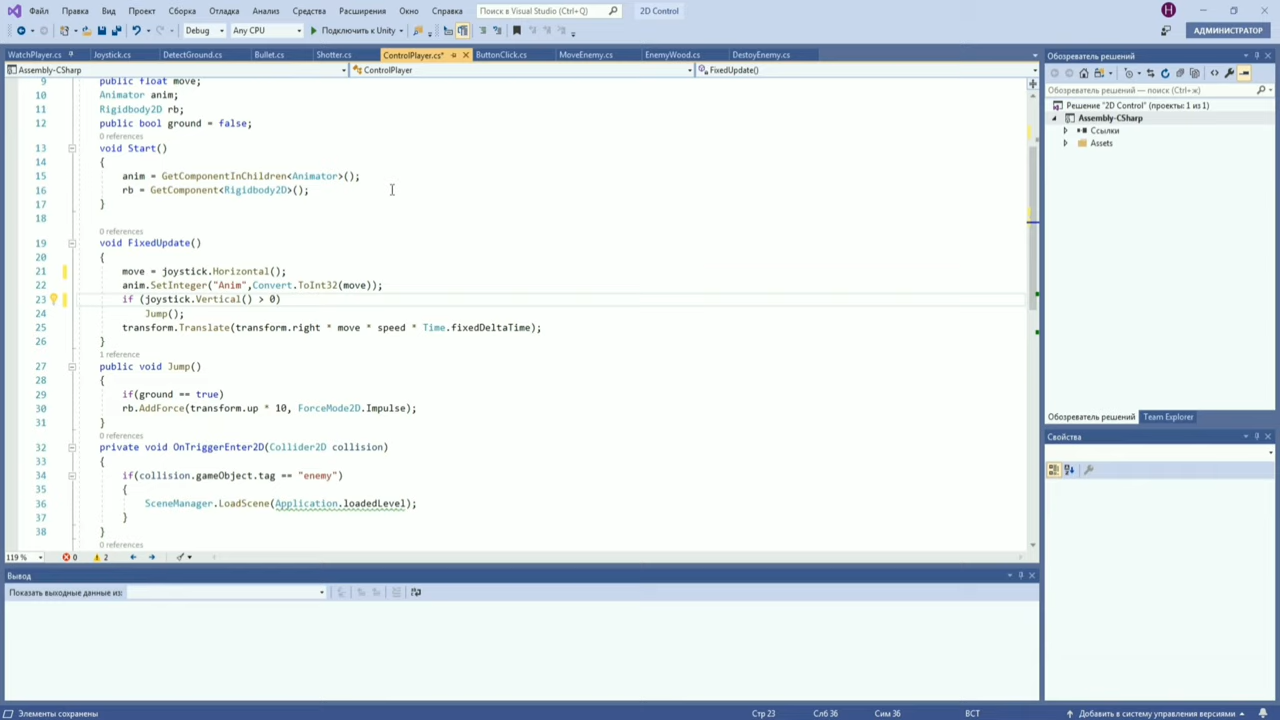 Файл Правка Вид Проект Сборка Отладка Анализ Средства Расширения Окно Справка Поиск в Visual Studio (Ctrl+Q) 2D Control Н
Debug Any CPU Подключить к Unity АДМИНИСТРАТОР
WatchPlayer.cs Joystick.cs DetectGround.cs Bullet.cs Shotter.cs ControlPlayer.cs* ButtonClick.cs MoveEnemy.cs EnemyWood.cs DestoyEnemy.cs
Assembly-CSharp ControlPlayer FixedUpdate()
9 public float move;
10 Animator anim;
11 Rigidbody2D rb;
12 public bool ground = false;
0 references
13 void Start()
14 {
15 anim = GetComponentInChildren<Animator>();
16 rb = GetComponent<Rigidbody2D>();
17 }
18
0 references
19 void FixedUpdate()
20 {
21 move = joystick.Horizontal();
22 anim.SetInteger("Anim",Convert.ToInt32(move));
23 if (joystick.Vertical() > 0)
24 Jump();
25 transform.Translate(transform.right * move * speed * Time.fixedDeltaTime);
26 }
1 reference
27 public void Jump()
28 {
29 if(ground == true)
30 rb.AddForce(transform.up * 10, ForceMode2D.Impulse);
31 }
0 references
32 private void OnTriggerEnter2D(Collider2D collision)
33 {
34 if(collision.gameObject.tag == "enemy")
35 {
36 SceneManager.LoadScene(Application.loadedLevel);
37 }
38 }
0 references
119 % 0 2
Вывод
Показать выходные данные из:
Обозреватель решений
Обозреватель решений — поиск (Ctrl+ж)
Решение "2D Control" (проекты: 1 из 1)
Assembly-CSharp
Ссылки
Assets
Обозреватель решений Team Explorer
Свойства
Элементы сохранены Стр 23 Слб 36 Сим 36 ВСТ Добавить в систему управления версиями